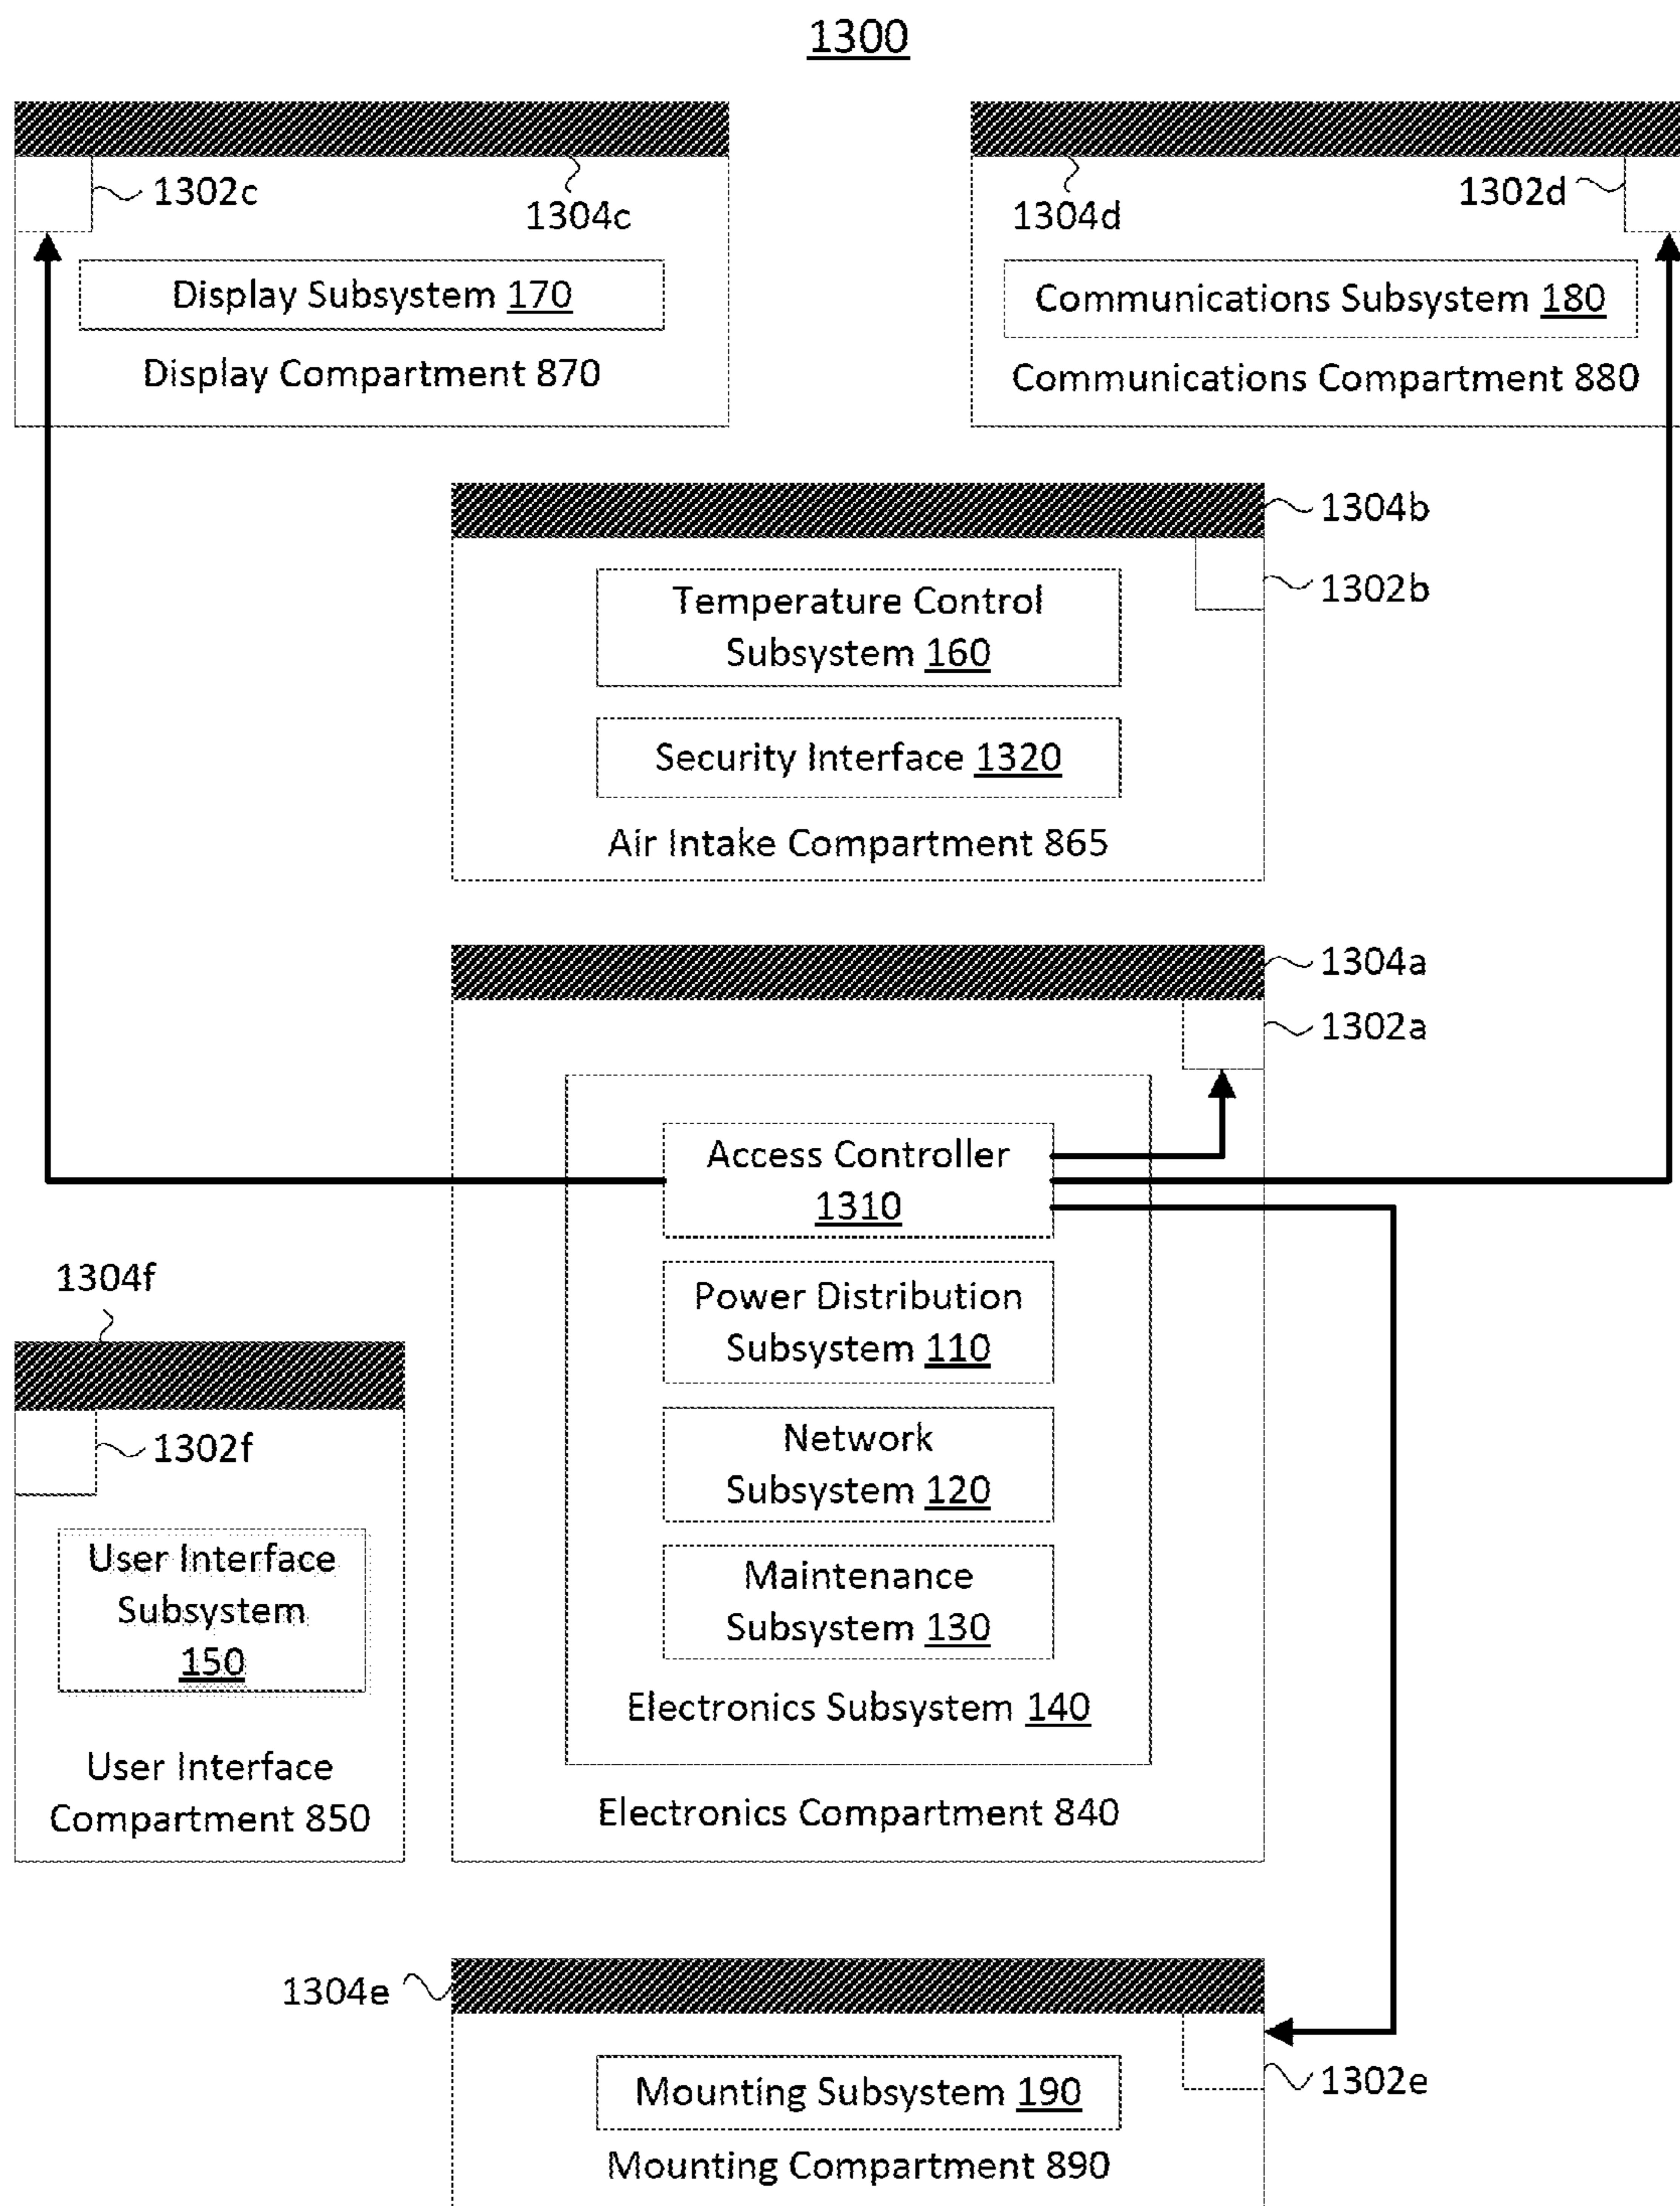 1300
1302c
1304c
Display Subsystem 170
Display Compartment 870
1304d
1302d
Communications Subsystem 180
Communications Compartment 880
1304b
1302b
Temperature Control
Subsystem 160
Security Interface 1320
Air Intake Compartment 865
1304a
1302a
Access Controller
1310
Power Distribution
Subsystem 110
Network
Subsystem 120
Maintenance
Subsystem 130
Electronics Subsystem 140
Electronics Compartment 840
1304f
1302f
User Interface
Subsystem
150
User Interface
Compartment 850
1304e
1302e
Mounting Subsystem 190
Mounting Compartment 890